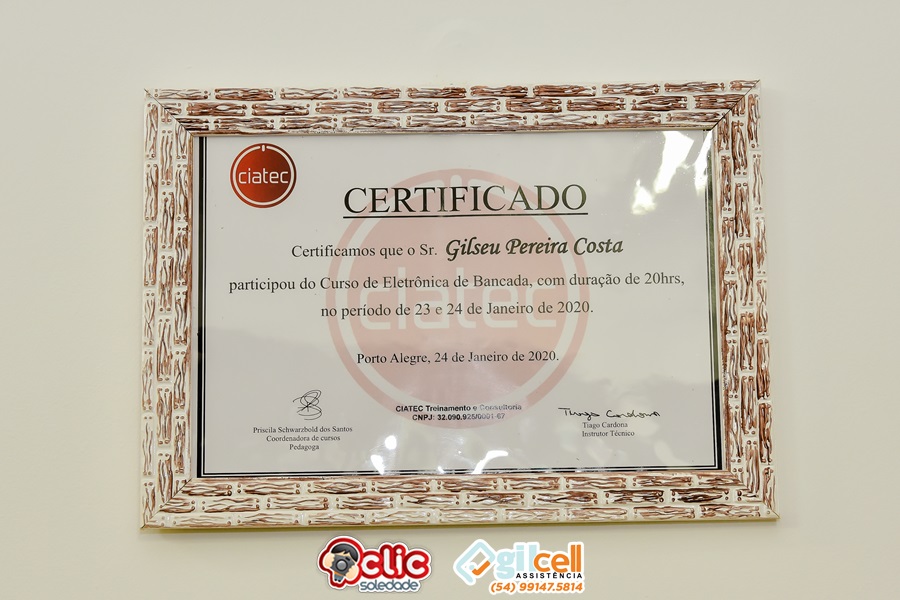 ciatec
CERTIFICADO
Certificamos que o Sr. Gilseu Pereira Costa
participou do Curso de Eletrônica de Bancada, com duração de 20hrs,
no período de 23 e 24 de Janeiro de 2020.
ciatec
Porto Alegre, 24 de Janeiro de 2020.
Priscila Schwarzbold dos Santos
Coordenadora de cursos
Pedagoga
CIATEC Treinamento e Consultoria
CNPJ: 32.090.925/0001-67
Tiago Cardona
Tiago Cardona
Instrutor Técnico
clic
soledade
gilcell
ASSISTÊNCIA
(54) 99147.5814